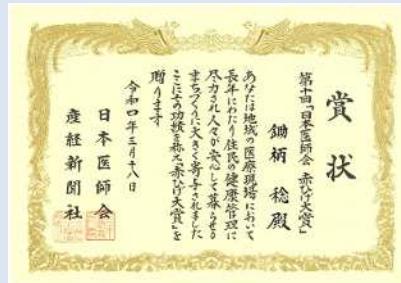 賞状
第十回「日本医師会 赤ひげ大賞」
鋤柄 稔 殿
あなたは地域の医療現場において
長年にわたり住民の健康管理に
尽力され人々が安心して暮らせる
まちづくりに大きく寄与されました
ここにその功績を称え「赤ひげ大賞」を
贈ります
令和四年三月十八日
日本医師会
産経新聞社